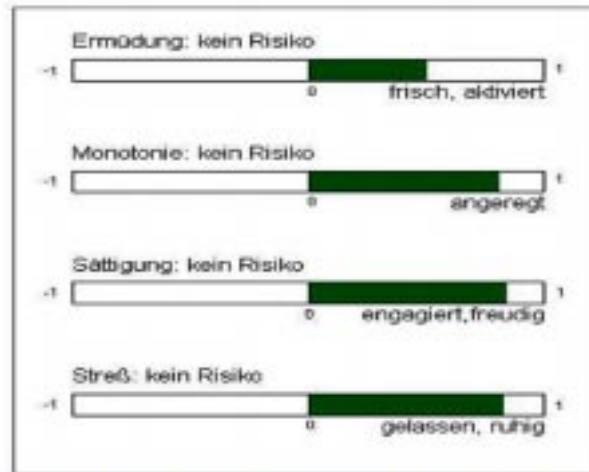 Ermüdung: kein Risiko
-1 1
0 frisch, aktiviert
Monotonie: kein Risiko
-1 1
0 angeregt
Sättigung: kein Risiko
-1 1
0 engagiert,freudig
Streß: kein Risiko
-1 1
0 gelassen, ruhig